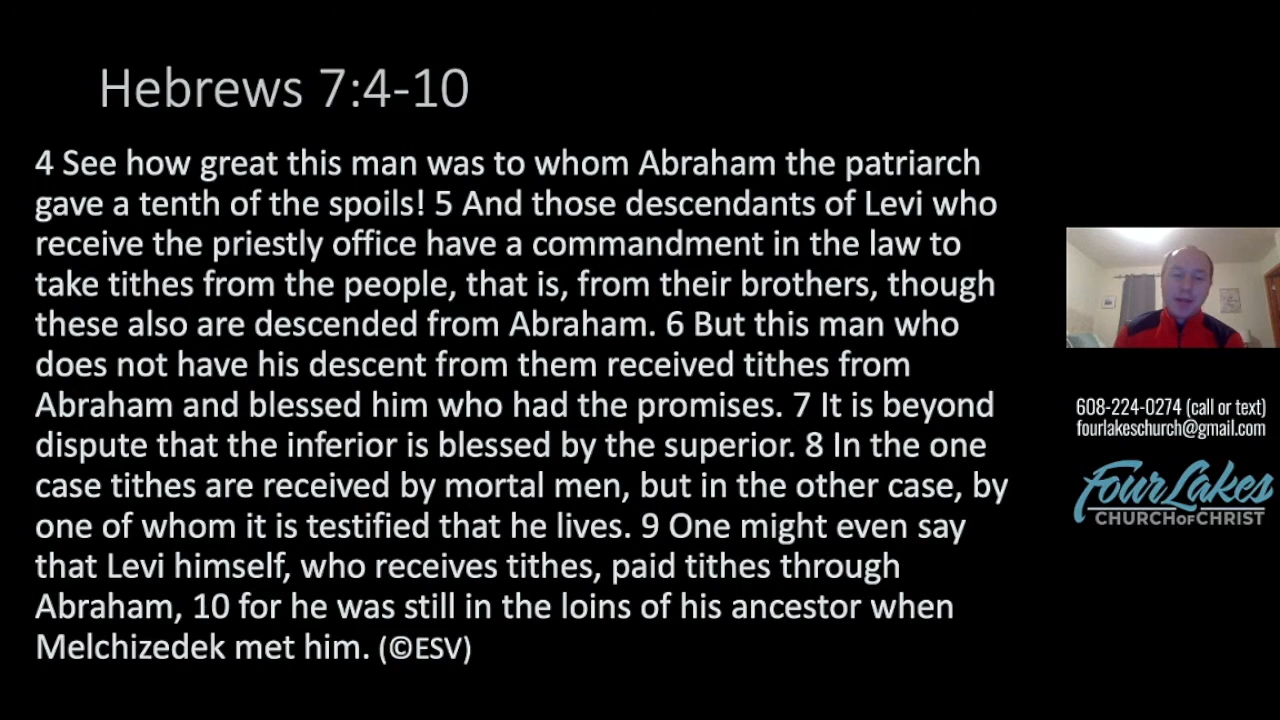 Hebrews 7:4-10
4 See how great this man was to whom Abraham the patriarch
gave a tenth of the spoils! 5 And those descendants of Levi who
receive the priestly office have a commandment in the law to
take tithes from the people, that is, from their brothers, though
these also are descended from Abraham. 6 But this man who
does not have his descent from them received tithes from
Abraham and blessed him who had the promises. 7 It is beyond
dispute that the inferior is blessed by the superior. 8 In the one
case tithes are received by mortal men, but in the other case, by
one of whom it is testified that he lives. 9 One might even say
that Levi himself, who receives tithes, paid tithes through
Abraham, 10 for he was still in the loins of his ancestor when
Melchizedek met him. (©ESV)
608-224-0274 (call or text)
fourlakeschurch@gmail.com
Four Lakes
CHURCH OF CHRIST